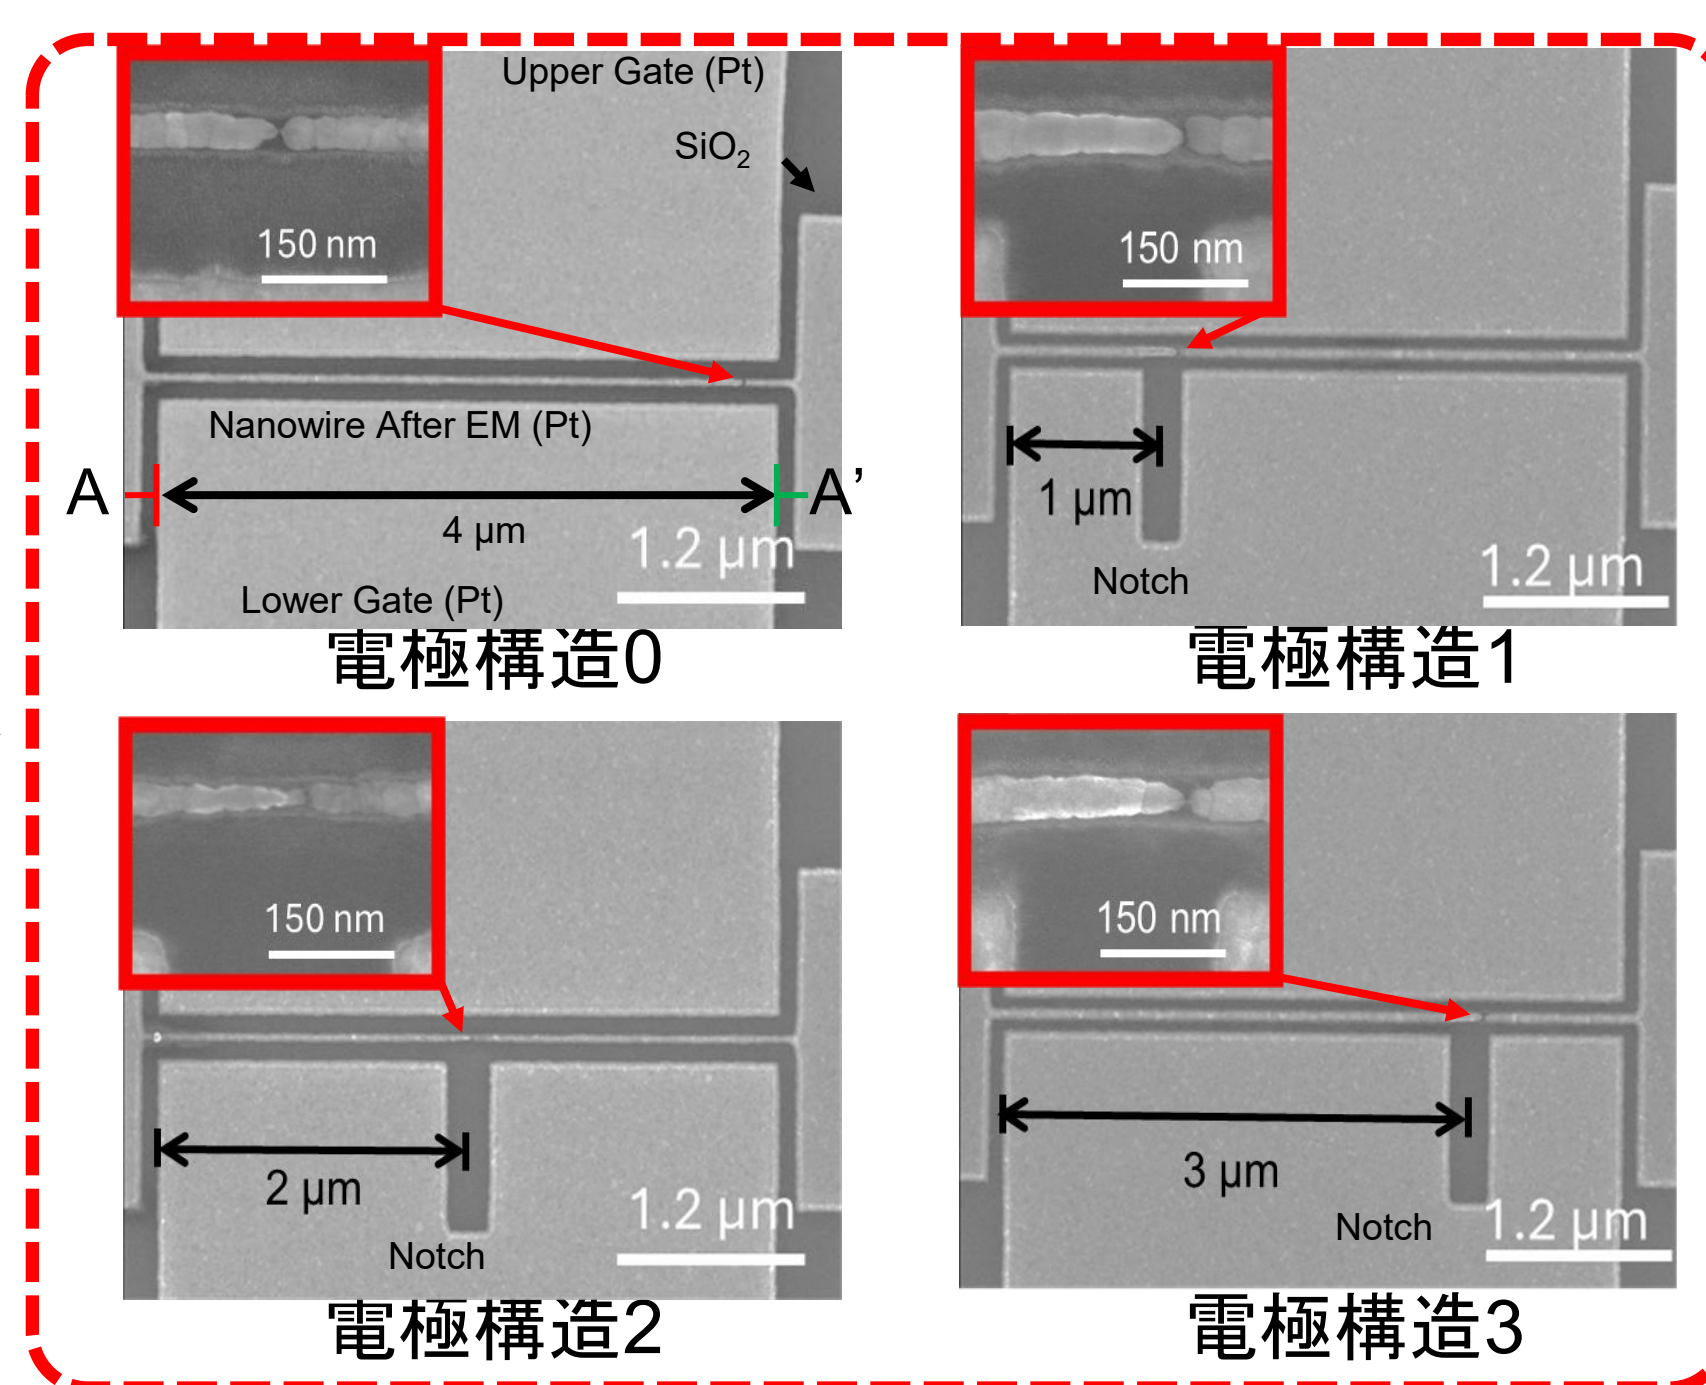 Upper Gate (Pt)
SiO2
150 nm
Nanowire After EM (Pt)
A
A’
4 μm
1.2 μm
Lower Gate (Pt)
電極構造0
150 nm
1 μm
Notch
1.2 μm
電極構造1
150 nm
2 μm
1.2 μm
Notch
電極構造2
150 nm
3 μm
Notch
1.2 μm
電極構造3